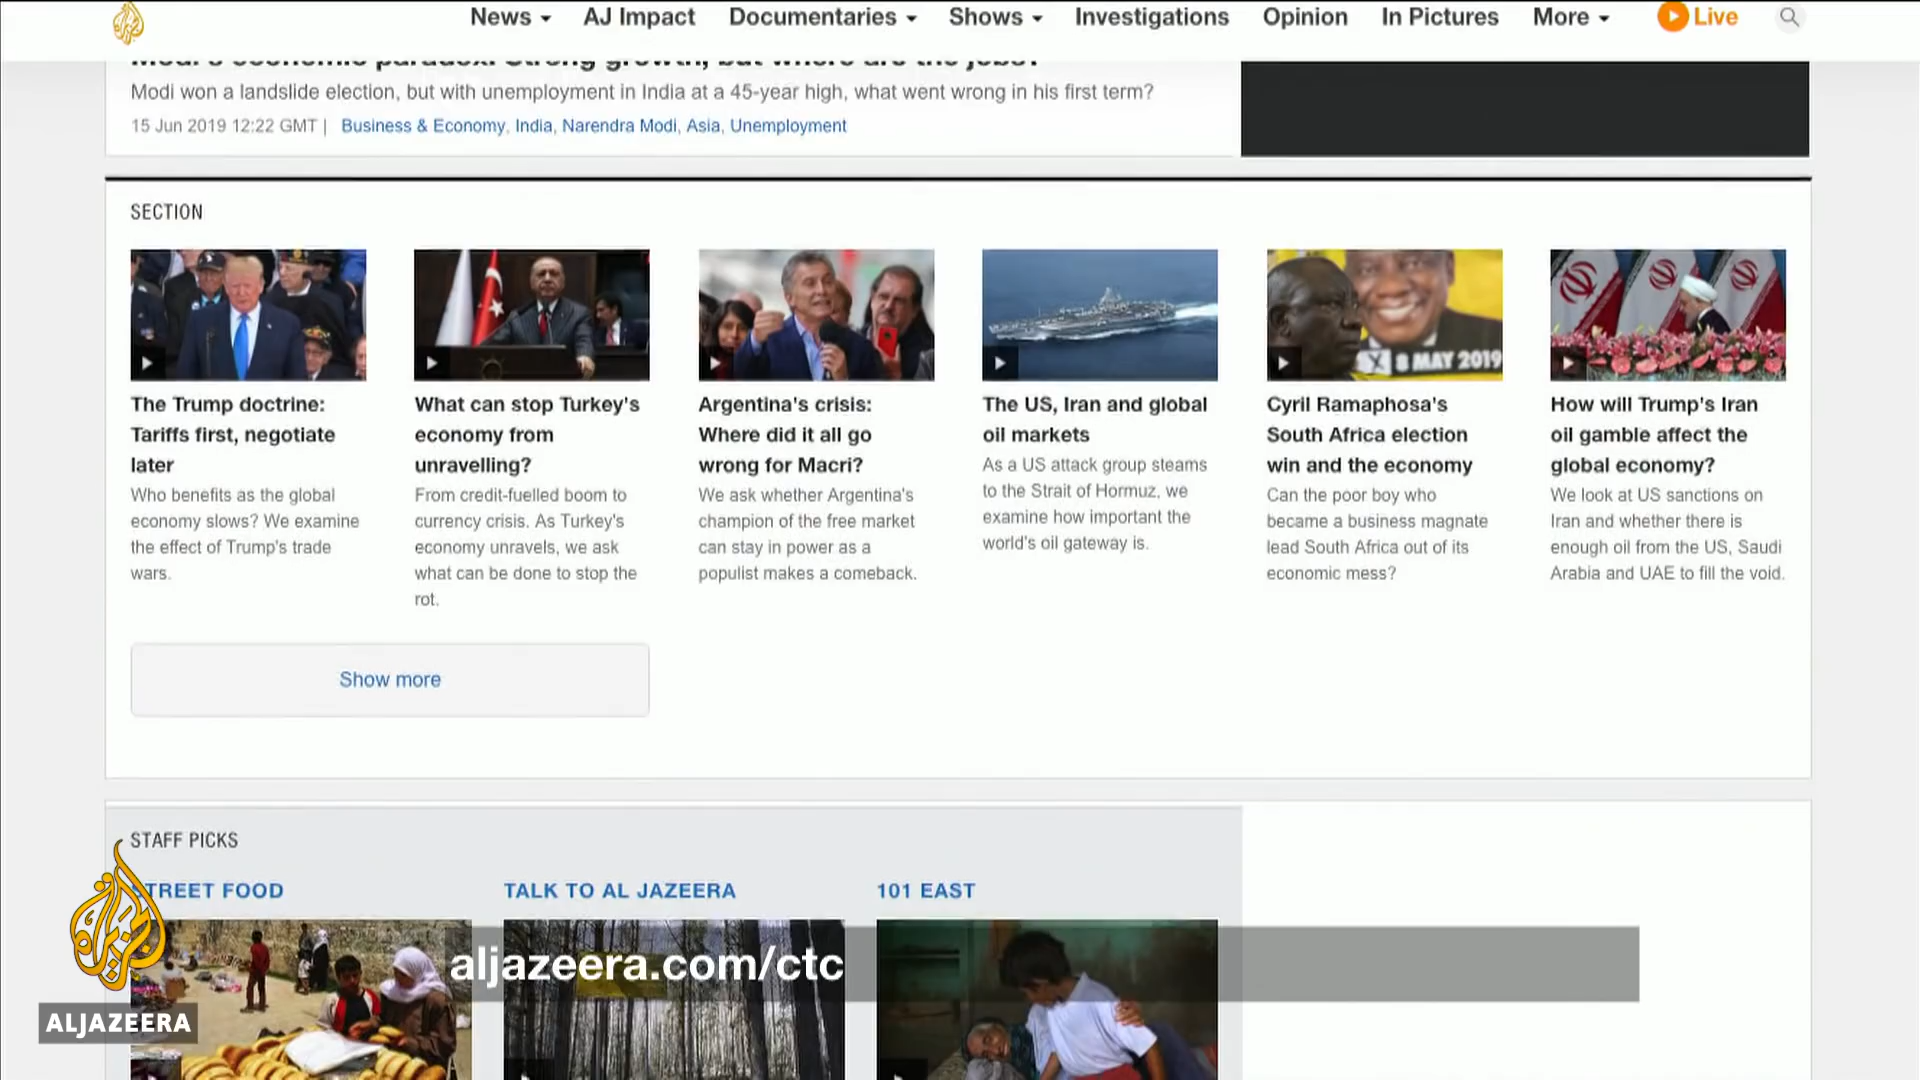 News
AJ Impact
Documentaries
Shows
Investigations
Opinion
In Pictures
More
Live
Modi's economic paradox: Strong growth, but where are the jobs?
Modi won a landslide election, but with unemployment in India at a 45-year high, what went wrong in his first term?
15 Jun 2019 12:22 GMT | Business & Economy, India, Narendra Modi, Asia, Unemployment
SECTION
8 MAY 2019
The Trump doctrine:
Tariffs first, negotiate
later
Who benefits as the global
economy slows? We examine
the effect of Trump's trade
wars.
What can stop Turkey's
economy from
unravelling?
From credit-fuelled boom to
currency crisis. As Turkey's
economy unravels, we ask
what can be done to stop the
rot.
Argentina's crisis:
Where did it all go
wrong for Macri?
We ask whether Argentina's
champion of the free market
can stay in power as a
populist makes a comeback.
The US, Iran and global
oil markets
As a US attack group steams
to the Strait of Hormuz, we
examine how important the
world's oil gateway is.
Cyril Ramaphosa's
South Africa election
win and the economy
Can the poor boy who
became a business magnate
lead South Africa out of its
economic mess?
How will Trump's Iran
oil gamble affect the
global economy?
We look at US sanctions on
Iran and whether there is
enough oil from the US, Saudi
Arabia and UAE to fill the void.
Show more
STAFF PICKS
STREET FOOD
TALK TO AL JAZEERA
101 EAST
aljazeera.com/ctc
ALJAZEERA